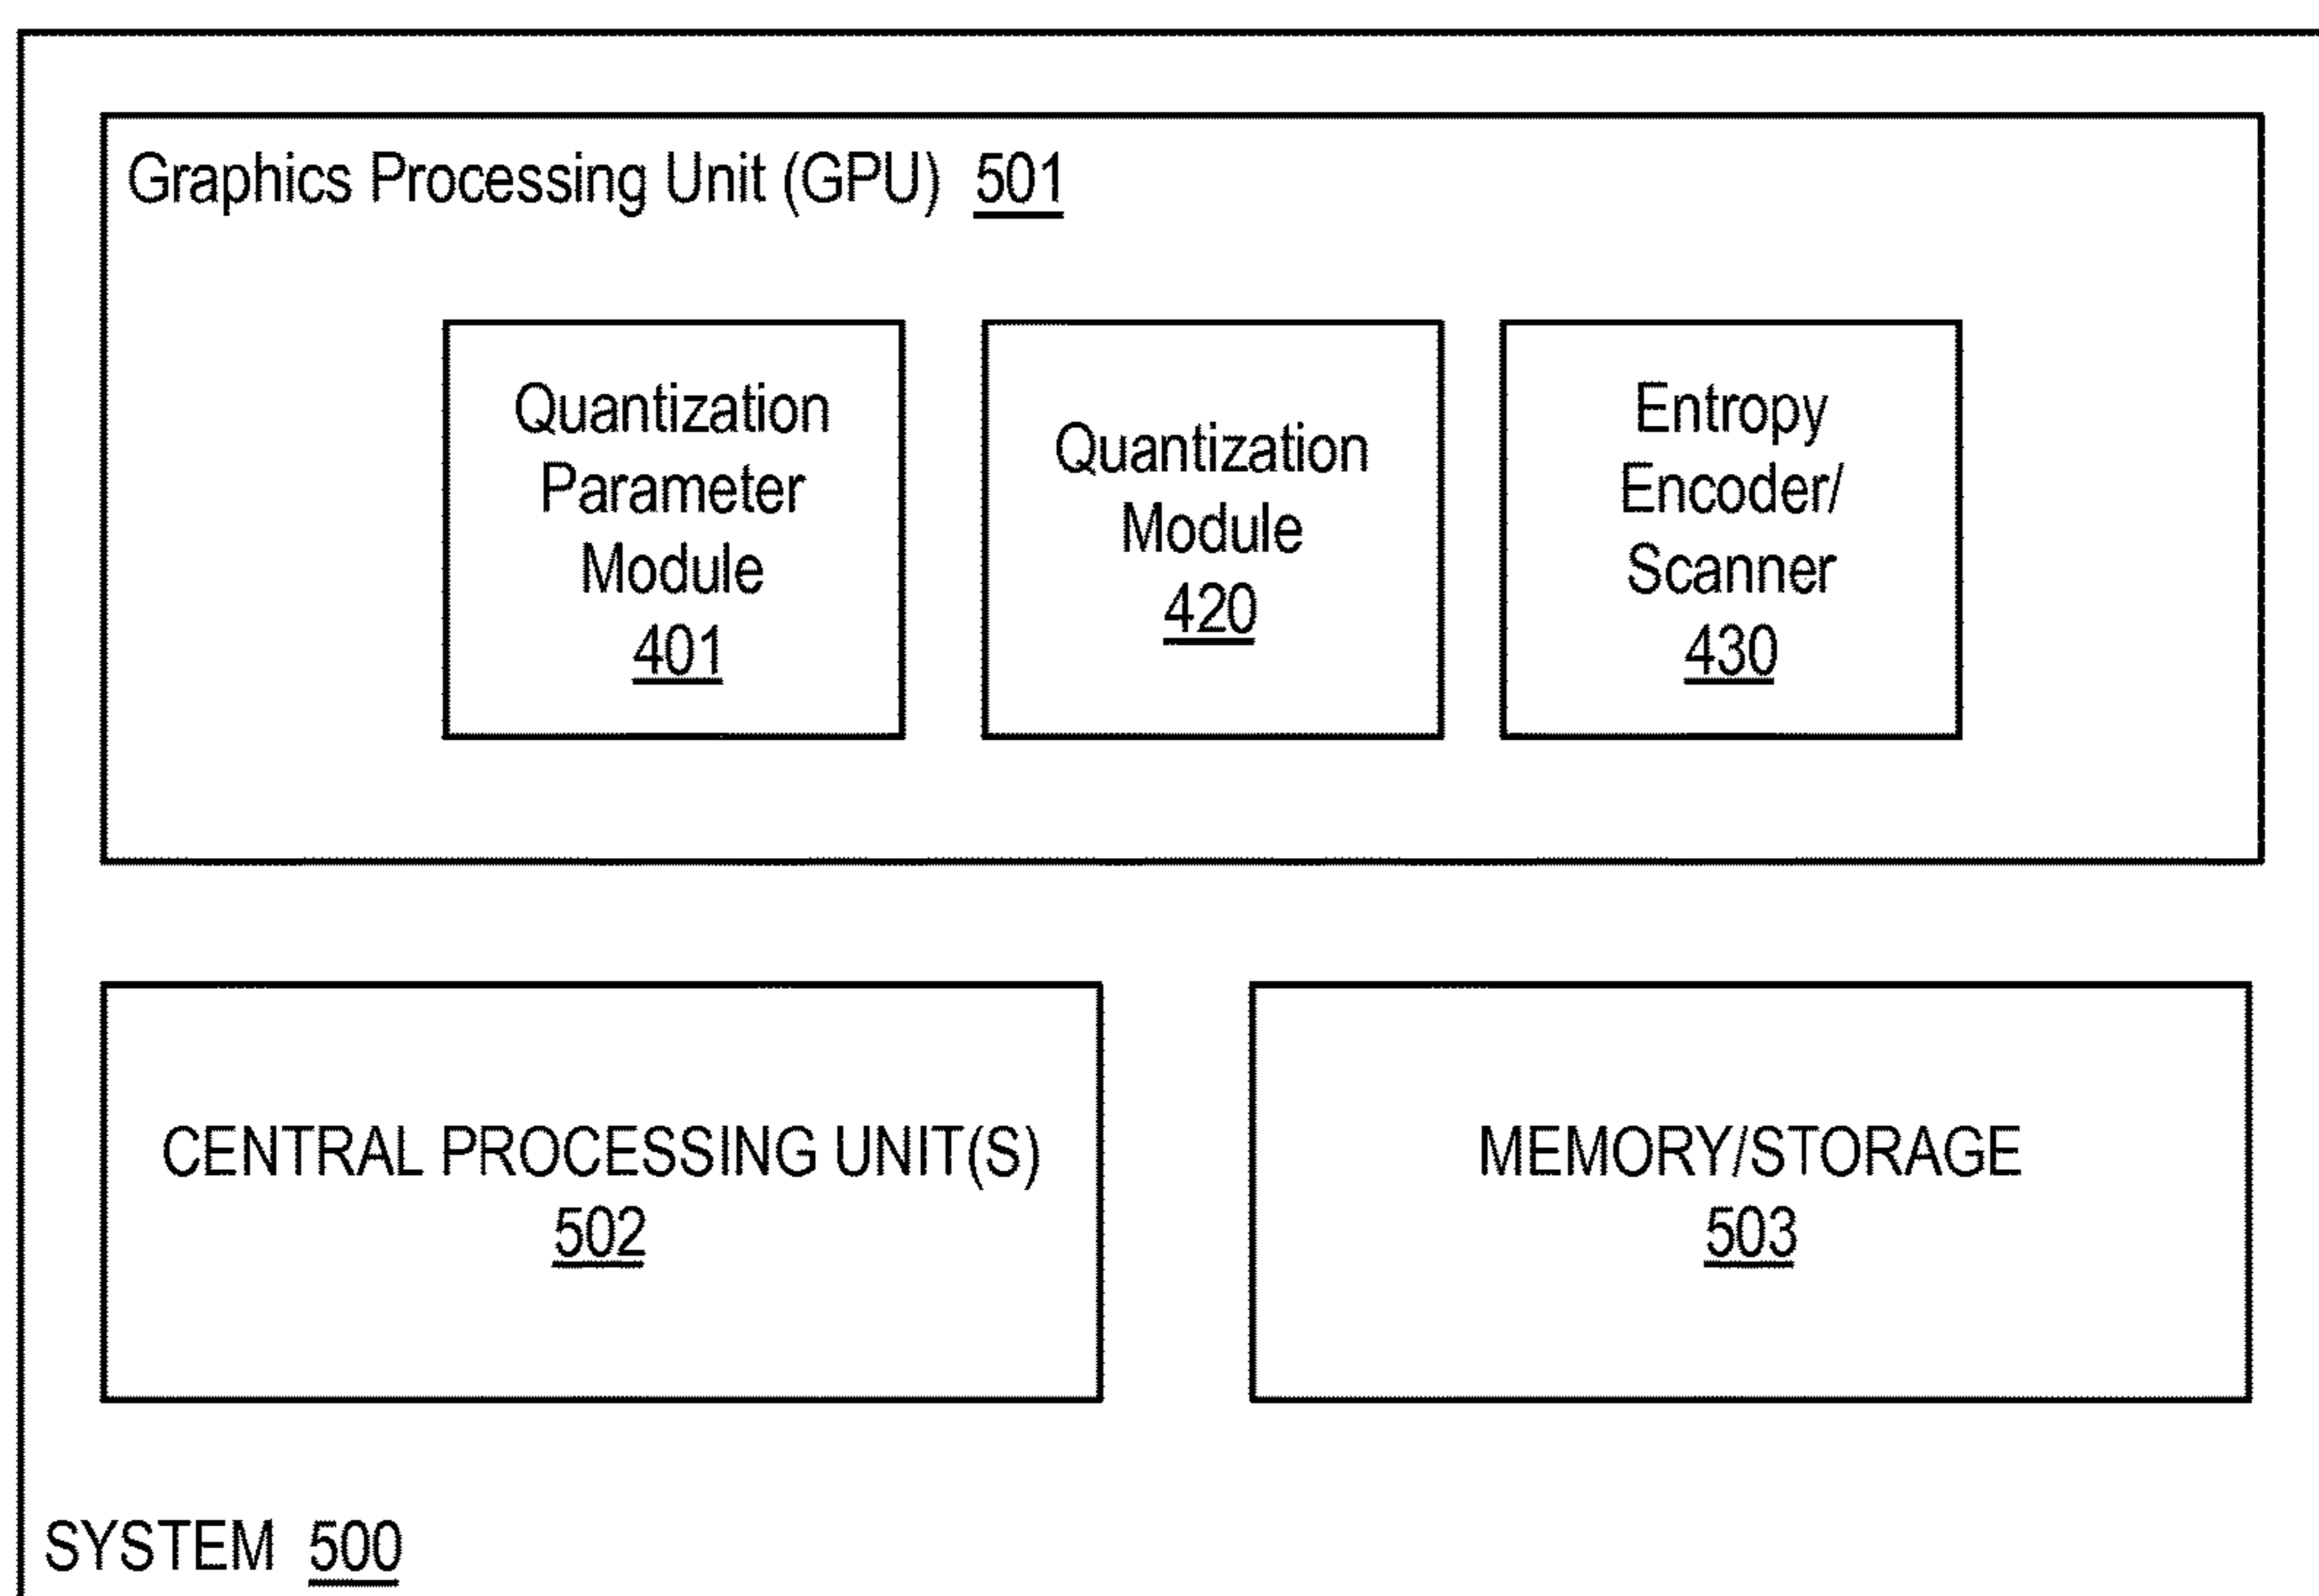 Graphics Processing Unit (GPU) 501
Quantization
Parameter
Module
401
Quantization
Module
420
Entropy
Encoder/
Scanner
430
CENTRAL PROCESSING UNIT(S)
502
MEMORY/STORAGE
503
SYSTEM 500